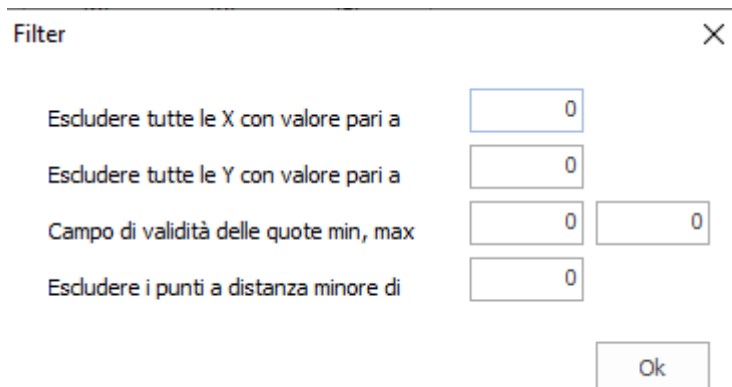 Filter
Escludere tutte le X con valore pari a 0
Escludere tutte le Y con valore pari a 0
Campo di validità delle quote min, max 0 0
Escludere i punti a distanza minore di 0
Ok